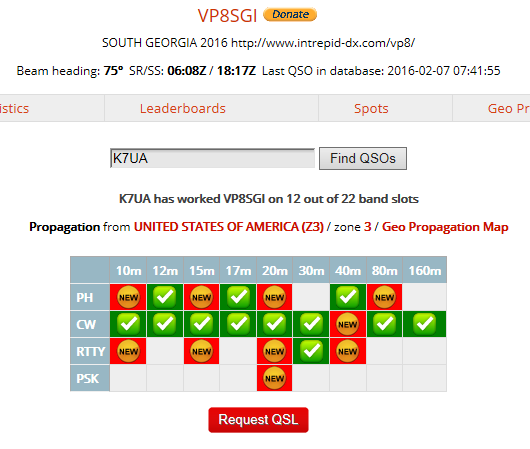 VP8SGI Donate
SOUTH GEORGIA 2016 http://www.intrepid-dx.com/vp8/
Beam heading: 75° SR/SS: 06:08Z / 18:17Z Last QSO in database: 2016-02-07 07:41:55
istics Leaderboards Spots Geo Pr
K7UA Find QSOs
K7UA has worked VP8SGI on 12 out of 22 band slots
Propagation from UNITED STATES OF AMERICA (Z3) / zone 3 / Geo Propagation Map
10m 12m 15m 17m 20m 30m 40m 80m 160m
PH NEW NEW NEW NEW
CW NEW
RTTY NEW NEW NEW NEW
PSK NEW
Request QSL